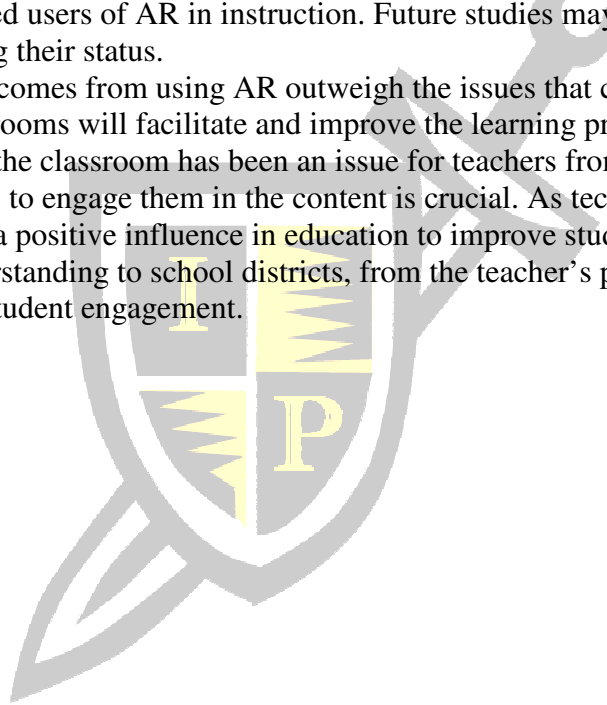 ed users of AR in instruction. Future studies may
g their status.
comes from using AR outweigh the issues that c
rooms will facilitate and improve the learning pr
the classroom has been an issue for teachers from
to engage them in the content is crucial. As tec
a positive influence in education to improve stud
rstanding to school districts, from the teacher's p
tudent engagement.
I
P